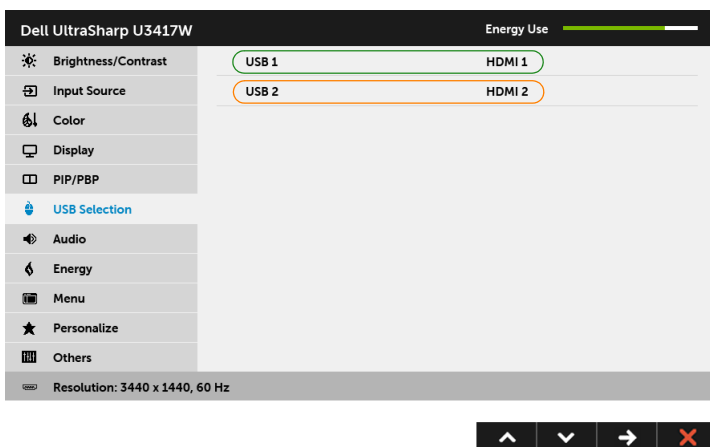 Dell UltraSharp U3417W Energy Use
Brightness/Contrast USB 1 HDMI 1
Input Source USB 2 HDMI 2
Color
Display
PIP/PBP
USB Selection
Audio
Energy
Menu
Personalize
Others
Resolution: 3440 x 1440, 60 Hz